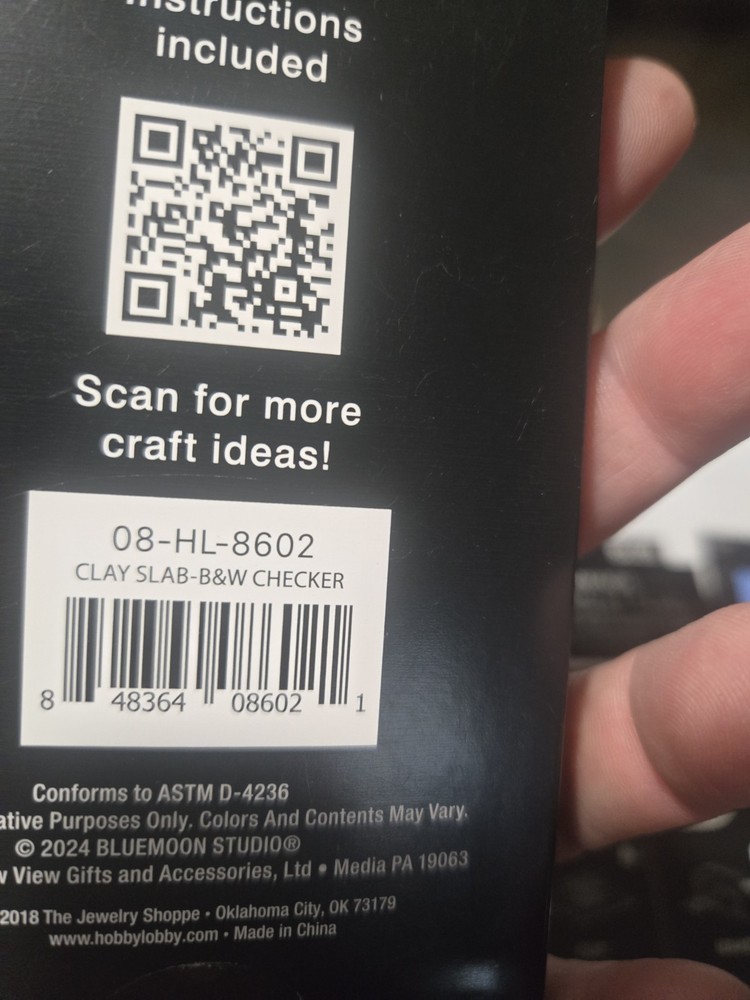 instructions
included
Scan for more
craft ideas!
08-HL-8602
CLAY SLAB-B&W CHECKER
8 48364 08602 1
Conforms to ASTM D-4236
Purposes Only. Colors And Contents May Vary.
© 2024 BLUEMOON STUDIO®
View Gifts and Accessories, Ltd • Media PA 19063
2018 The Jewelry Shoppe • Oklahoma City, OK 73179
www.hobbylobby.com • Made in China